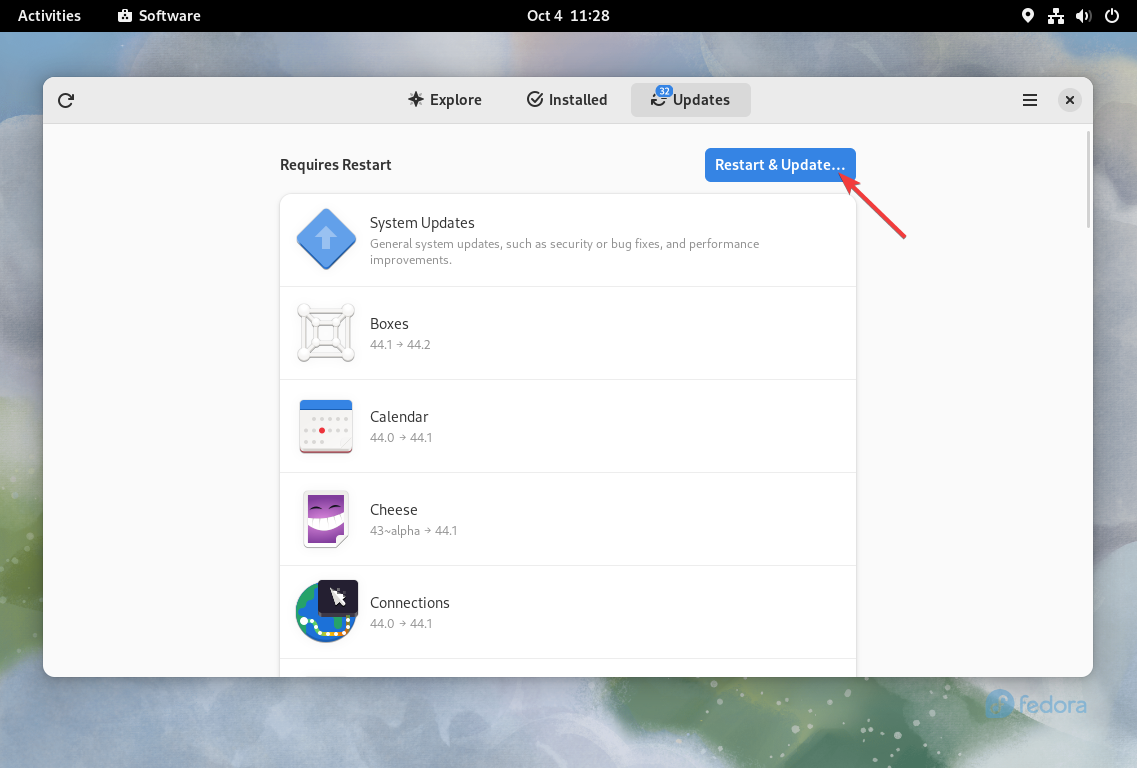 Activities
Software
Oct 4 11:28
Explore
Installed
32
Updates
Requires Restart
Restart & Update…
System Updates
General system updates, such as security or bug fixes, and performance
improvements.
Boxes
44.1 → 44.2
Calendar
44.0 → 44.1
Cheese
43~alpha → 44.1
Connections
44.0 → 44.1
fedora